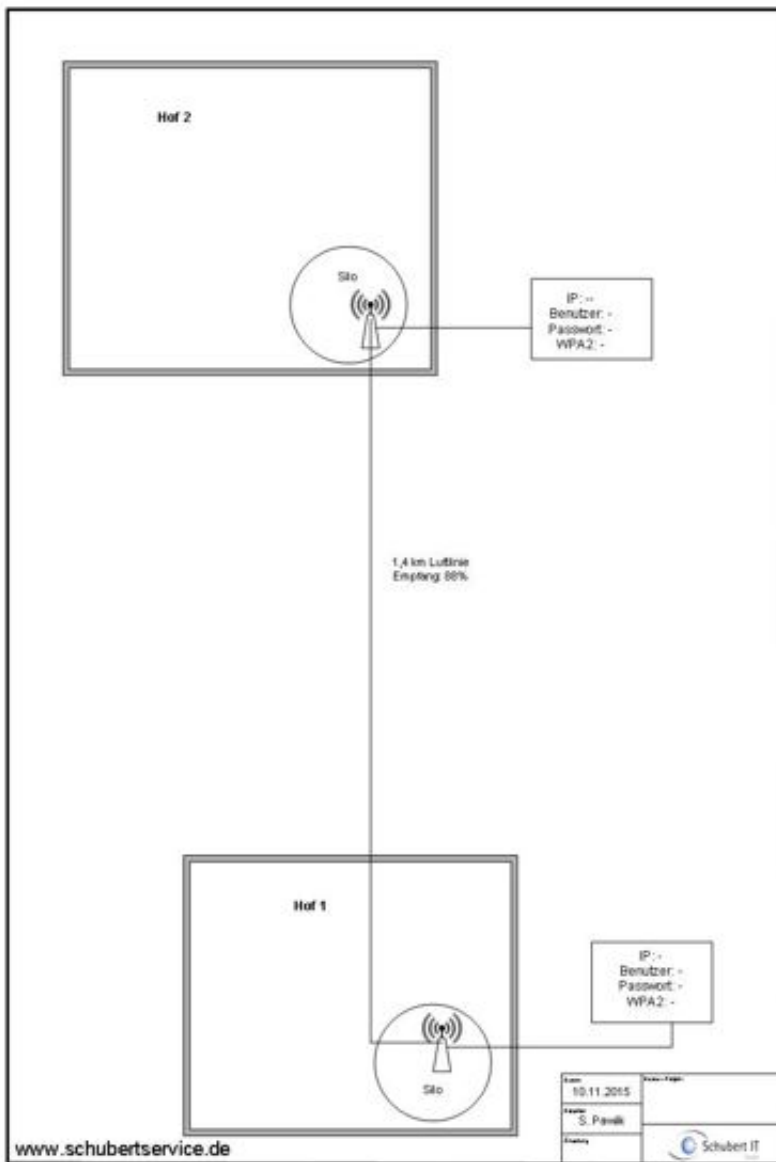 Hof 2
Silo
IP: --
Benutzer: -
Passwort: -
WPA2: -
1,4 km Luftlinie
Empfang: 88%
Hof 1
IP: -
Benutzer: -
Passwort: -
WPA2: -
Silo
10.11.2015
S. Pawlik
Schubert IT
www.schubertservice.de